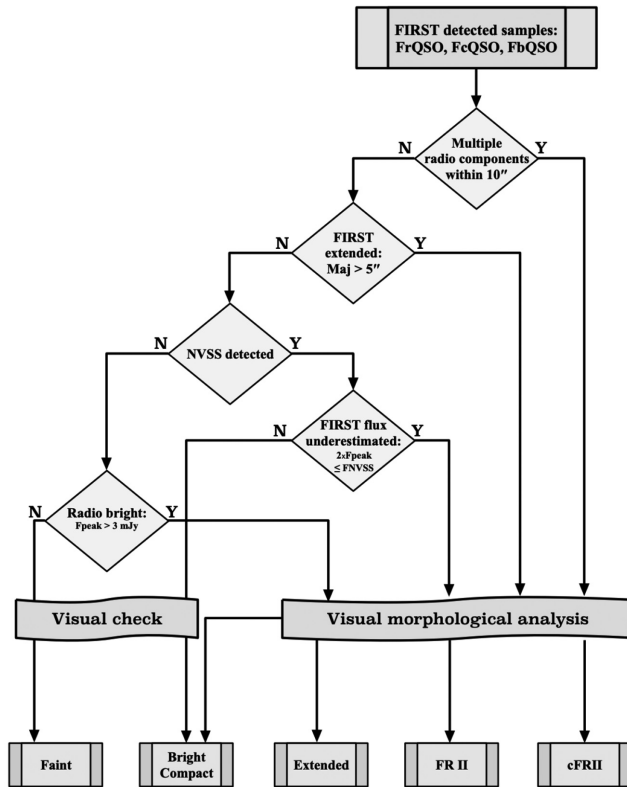 FIRST detected samples:
FrQSO, FcQSO, FbQSO
Multiple
radio components
within 10″
N
Y
FIRST
extended:
Maj > 5″
N
Y
NVSS detected
N
Y
FIRST flux
underestimated:
2xFpeak
≤ FNVSS
N
Y
Radio bright:
Fpeak > 3 mJy
N
Y
Visual check
Visual morphological analysis
Faint
Bright
Compact
Extended
FR II
cFRII